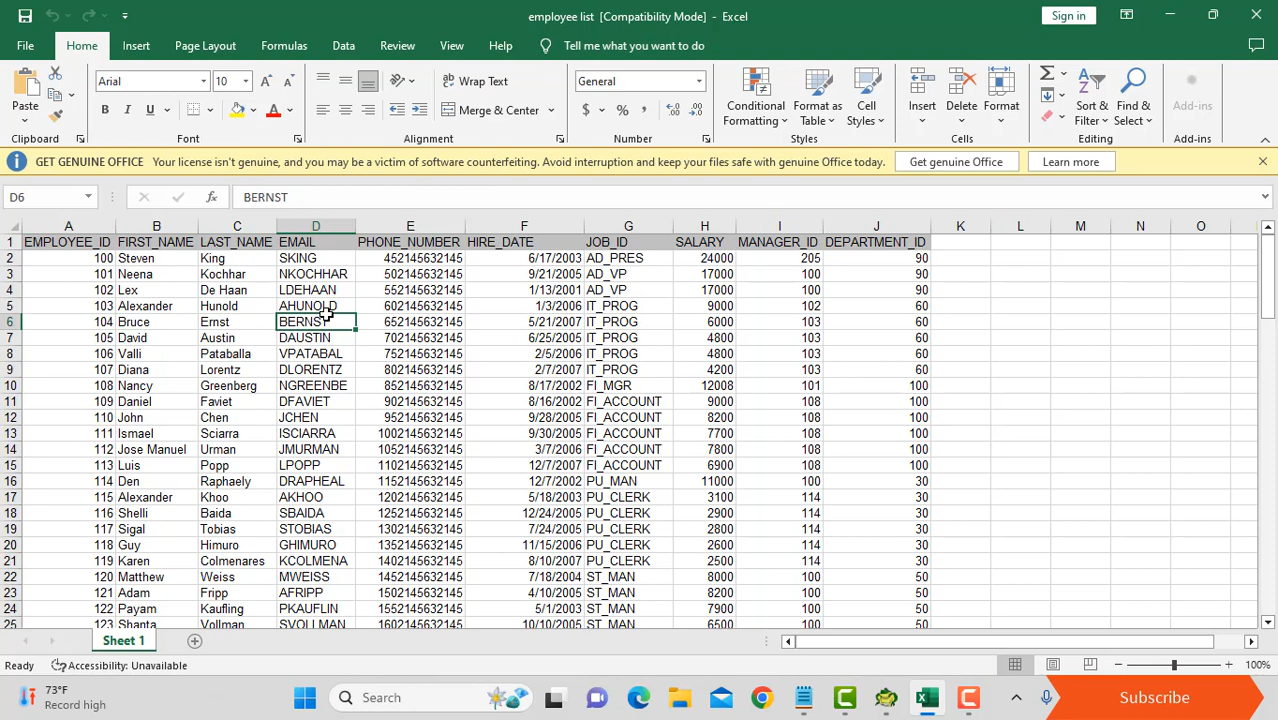 employee list [Compatibility Mode] - Excel
Sign in
File Home Insert Page Layout Formulas Data Review View Help Tell me what you want to do
Arial 10 Wrap Text General
Paste B I U Merge & Center $ % Conditional Formatting Format as Table Cell Styles Insert Delete Format Sort & Filter Find & Select Add-ins
Clipboard Font Alignment Number Styles Cells Editing Add-ins
GET GENUINE OFFICE Your license isn't genuine, and you may be a victim of software counterfeiting. Avoid interruption and keep your files safe with genuine Office today. Get genuine Office Learn more
D6 fx BERNST
A B C D E F G H I J K L M N O
1 EMPLOYEE_ID FIRST_NAME LAST_NAME EMAIL PHONE_NUMBER HIRE_DATE JOB_ID SALARY MANAGER_ID DEPARTMENT_ID
2 100 Steven King SKING 452145632145 6/17/2003 AD_PRES 24000 205 90
3 101 Neena Kochhar NKOCHHAR 502145632145 9/21/2005 AD_VP 17000 100 90
4 102 Lex De Haan LDEHAAN 552145632145 1/13/2001 AD_VP 17000 100 90
5 103 Alexander Hunold AHUNOLD 602145632145 1/3/2006 IT_PROG 9000 102 60
6 104 Bruce Ernst BERNST 652145632145 5/21/2007 IT_PROG 6000 103 60
7 105 David Austin DAUSTIN 702145632145 6/25/2005 IT_PROG 4800 103 60
8 106 Valli Pataballa VPATABAL 752145632145 2/5/2006 IT_PROG 4800 103 60
9 107 Diana Lorentz DLORENTZ 802145632145 2/7/2007 IT_PROG 4200 103 60
10 108 Nancy Greenberg NGREENBE 852145632145 8/17/2002 FI_MGR 12008 101 100
11 109 Daniel Faviet DFAVIET 902145632145 8/16/2002 FI_ACCOUNT 9000 108 100
12 110 John Chen JCHEN 952145632145 9/28/2005 FI_ACCOUNT 8200 108 100
13 111 Ismael Sciarra ISCIARRA 1002145632145 9/30/2005 FI_ACCOUNT 7700 108 100
14 112 Jose Manuel Urman JMURMAN 1052145632145 3/7/2006 FI_ACCOUNT 7800 108 100
15 113 Luis Popp LPOPP 1102145632145 12/7/2007 FI_ACCOUNT 6900 108 100
16 114 Den Raphaely DRAPHEAL 1152145632145 12/7/2002 PU_MAN 11000 100 30
17 115 Alexander Khoo AKHOO 1202145632145 5/18/2003 PU_CLERK 3100 114 30
18 116 Shelli Baida SBAIDA 1252145632145 12/24/2005 PU_CLERK 2900 114 30
19 117 Sigal Tobias STOBIAS 1302145632145 7/24/2005 PU_CLERK 2800 114 30
20 118 Guy Himuro GHIMURO 1352145632145 11/15/2006 PU_CLERK 2600 114 30
21 119 Karen Colmenares KCOLMENA 1402145632145 8/10/2007 PU_CLERK 2500 114 30
22 120 Matthew Weiss MWEISS 1452145632145 7/18/2004 ST_MAN 8000 100 50
23 121 Adam Fripp AFRIPP 1502145632145 4/10/2005 ST_MAN 8200 100 50
24 122 Payam Kaufling PKAUFLIN 1552145632145 5/1/2003 ST_MAN 7900 100 50
25 123 Shanta Vollman SVOLLMAN 1602145632145 10/10/2005 ST_MAN 6500 100 50
Sheet 1
Ready Accessibility: Unavailable 100%
73°F
Record high
Search
Subscribe